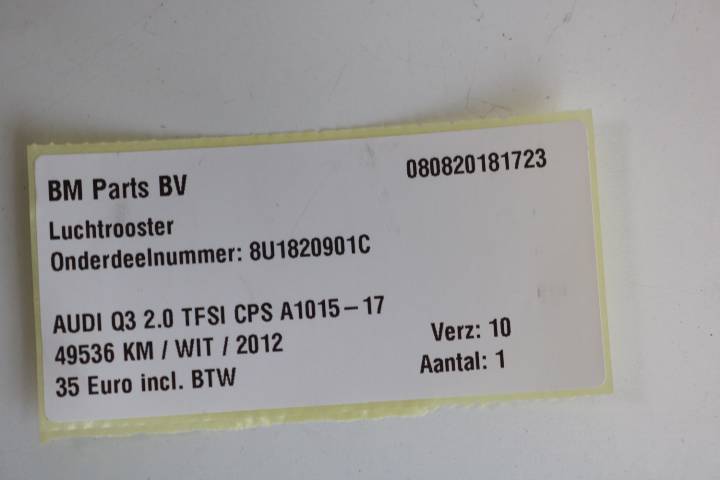 BM Parts BV
080820181723
Luchtrooster
Onderdeelnummer: 8U1820901C
AUDI Q3 2.0 TFSI CPS A1015-17
49536 KM / WIT / 2012
Verz: 10
35 Euro incl. BTW
Aantal: 1